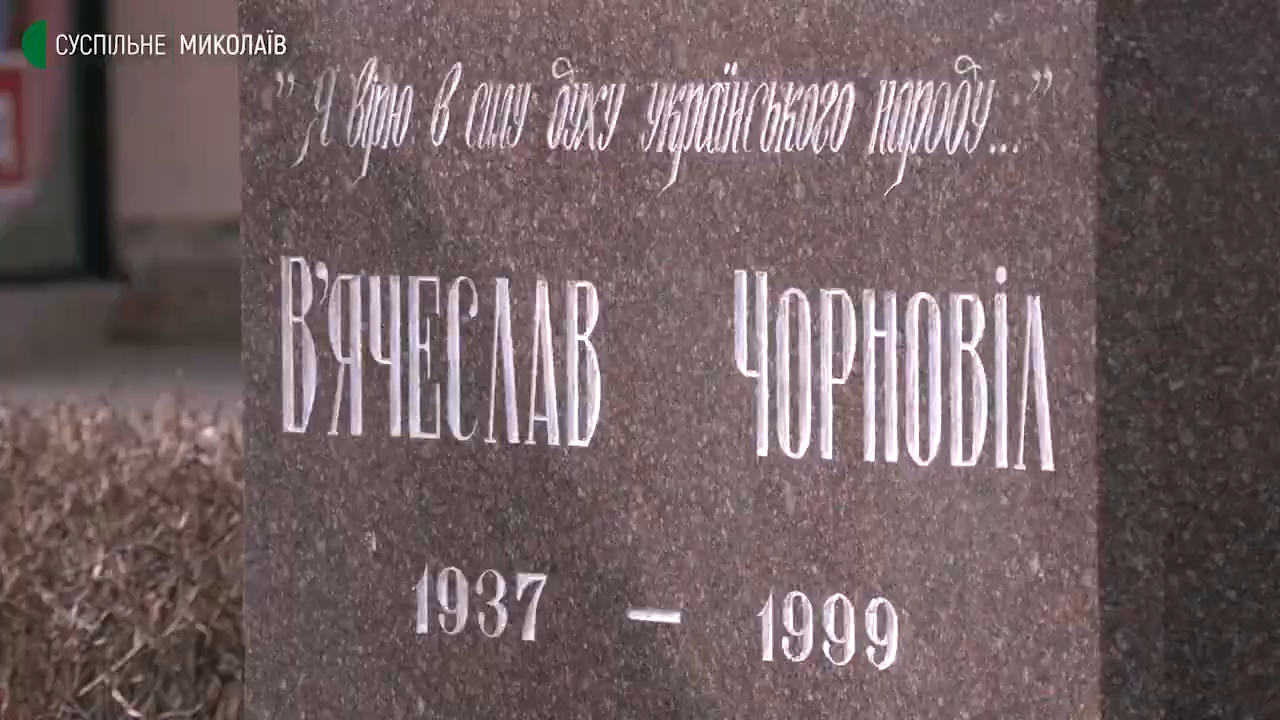 СУСПІЛЬНЕ МИКОЛАЇВ
"Я вірю в силу духу українського народу..."
В'ЯЧЕСЛАВ ЧОРНОВІЛ
1937 – 1999